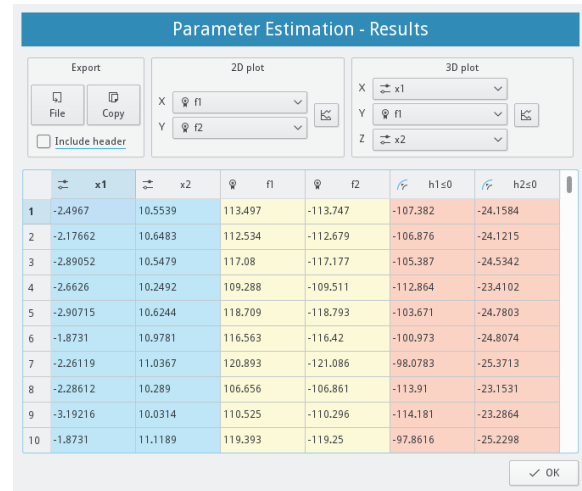 Parameter Estimation - Results
Export
File Copy
Include header
2D plot
X f1
Y f2
3D plot
X x1
Y f1
Z x2
x1 x2 f1 f2 h1≤0 h2≤0
1 -2.4967 10.5539 113.497 -113.747 -107.382 -24.1584
2 -2.17662 10.6483 112.534 -112.679 -106.876 -24.1215
3 -2.89052 10.5479 117.08 -117.177 -105.387 -24.5342
4 -2.6626 10.2492 109.288 -109.511 -112.864 -23.4102
5 -2.90715 10.6244 118.709 -118.793 -103.671 -24.7803
6 -1.8731 10.9781 116.563 -116.42 -100.973 -24.8074
7 -2.26119 11.0367 120.893 -121.086 -98.0783 -25.3713
8 -2.28612 10.289 106.656 -106.861 -113.91 -23.1531
9 -3.19216 10.0314 110.525 -110.296 -114.181 -23.2864
10 -1.8731 11.1189 119.393 -119.25 -97.8616 -25.2298
OK